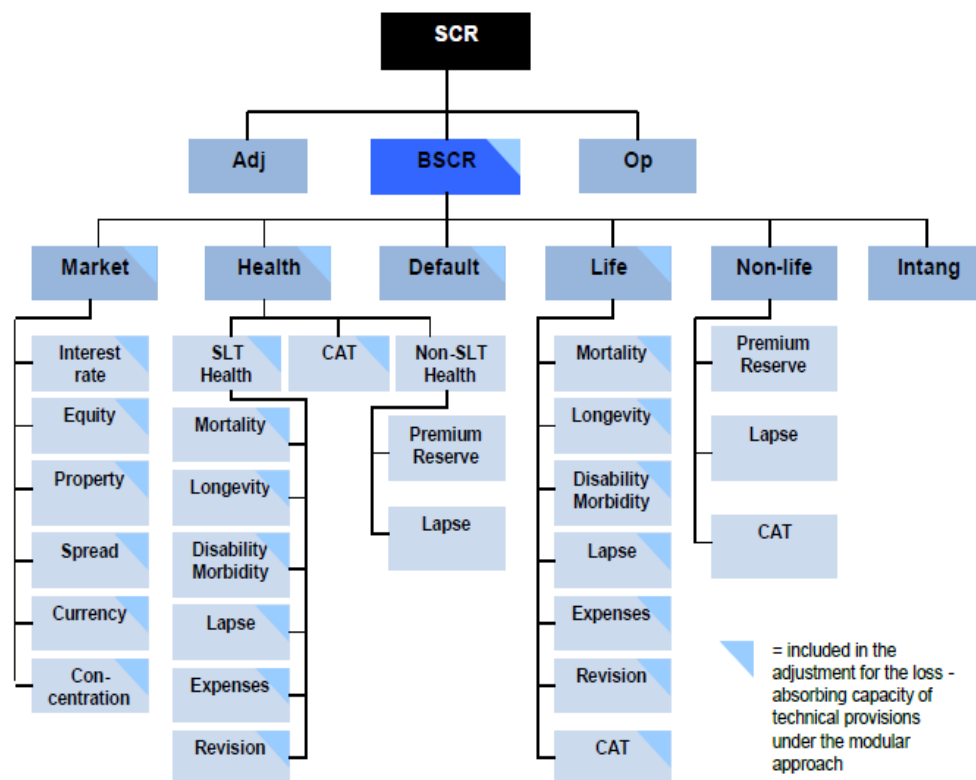 SCR
Adj
BSCR
Op
Market
Health
Default
Life
Non-life
Intang
Interest
rate
Equity
Property
Spread
Currency
Con-
centration
SLT
Health
CAT
Non-SLT
Health
Mortality
Longevity
Disability
Morbidity
Lapse
Expenses
Revision
Premium
Reserve
Lapse
Mortality
Longevity
Disability
Morbidity
Lapse
Expenses
Revision
CAT
Premium
Reserve
Lapse
CAT
= included in the
adjustment for the loss -
absorbing capacity of
technical provisions
under the modular
approach